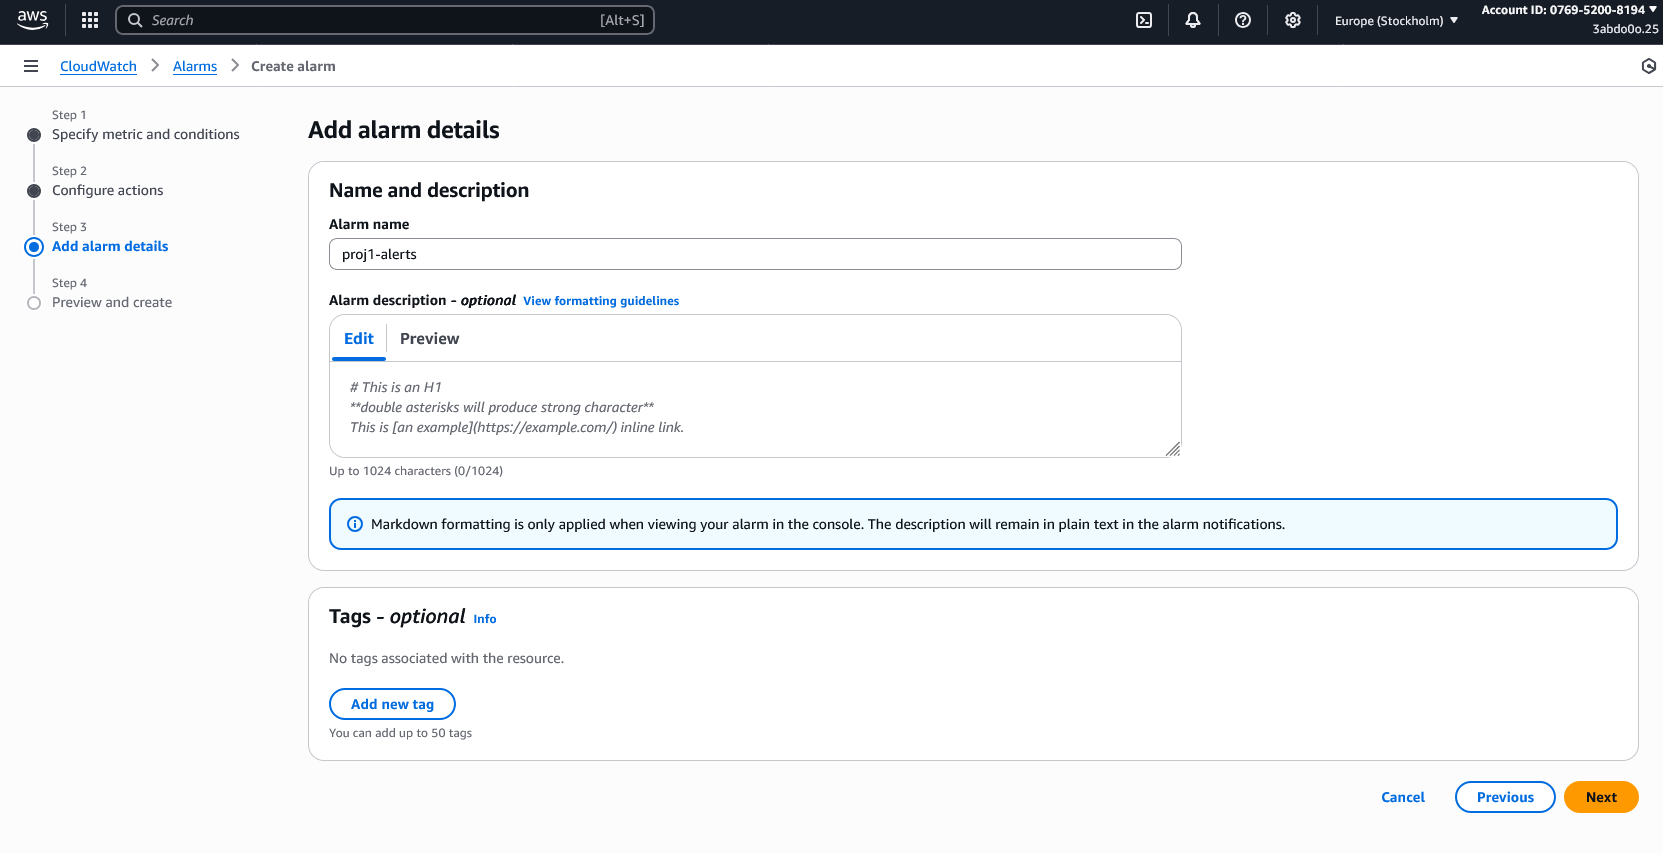 aws
Search [Alt+S]
Europe (Stockholm)
Account ID: 0769-5200-8194
3abdo0o.25
CloudWatch > Alarms > Create alarm
Step 1
Specify metric and conditions
Step 2
Configure actions
Step 3
Add alarm details
Step 4
Preview and create
Add alarm details
Name and description
Alarm name
proj1-alerts
Alarm description - optional View formatting guidelines
Edit Preview
# This is an H1
**double asterisks will produce strong character**
This is [an example](https://example.com/) inline link.
Up to 1024 characters (0/1024)
Markdown formatting is only applied when viewing your alarm in the console. The description will remain in plain text in the alarm notifications.
Tags - optional Info
No tags associated with the resource.
Add new tag
You can add up to 50 tags
Cancel Previous Next